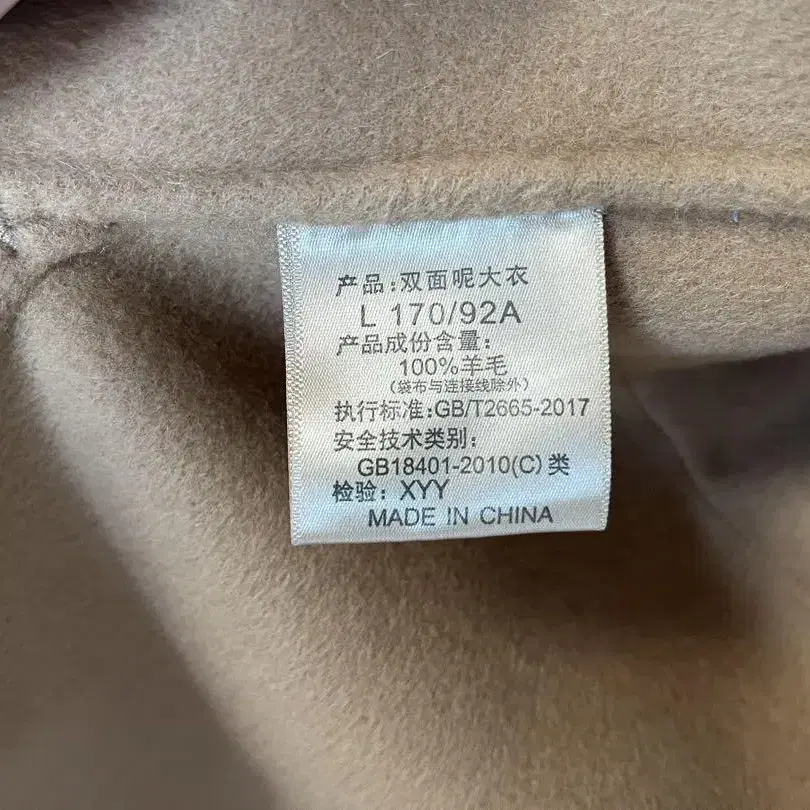 产品:双面呢大衣
L 170/92A
产品成份含量:
100%羊毛
(袋布与连接线除外)
执行标准:GB/T2665-2017
安全技术类别:
GB18401-2010(C)类
检验: XYY
MADE IN CHINA